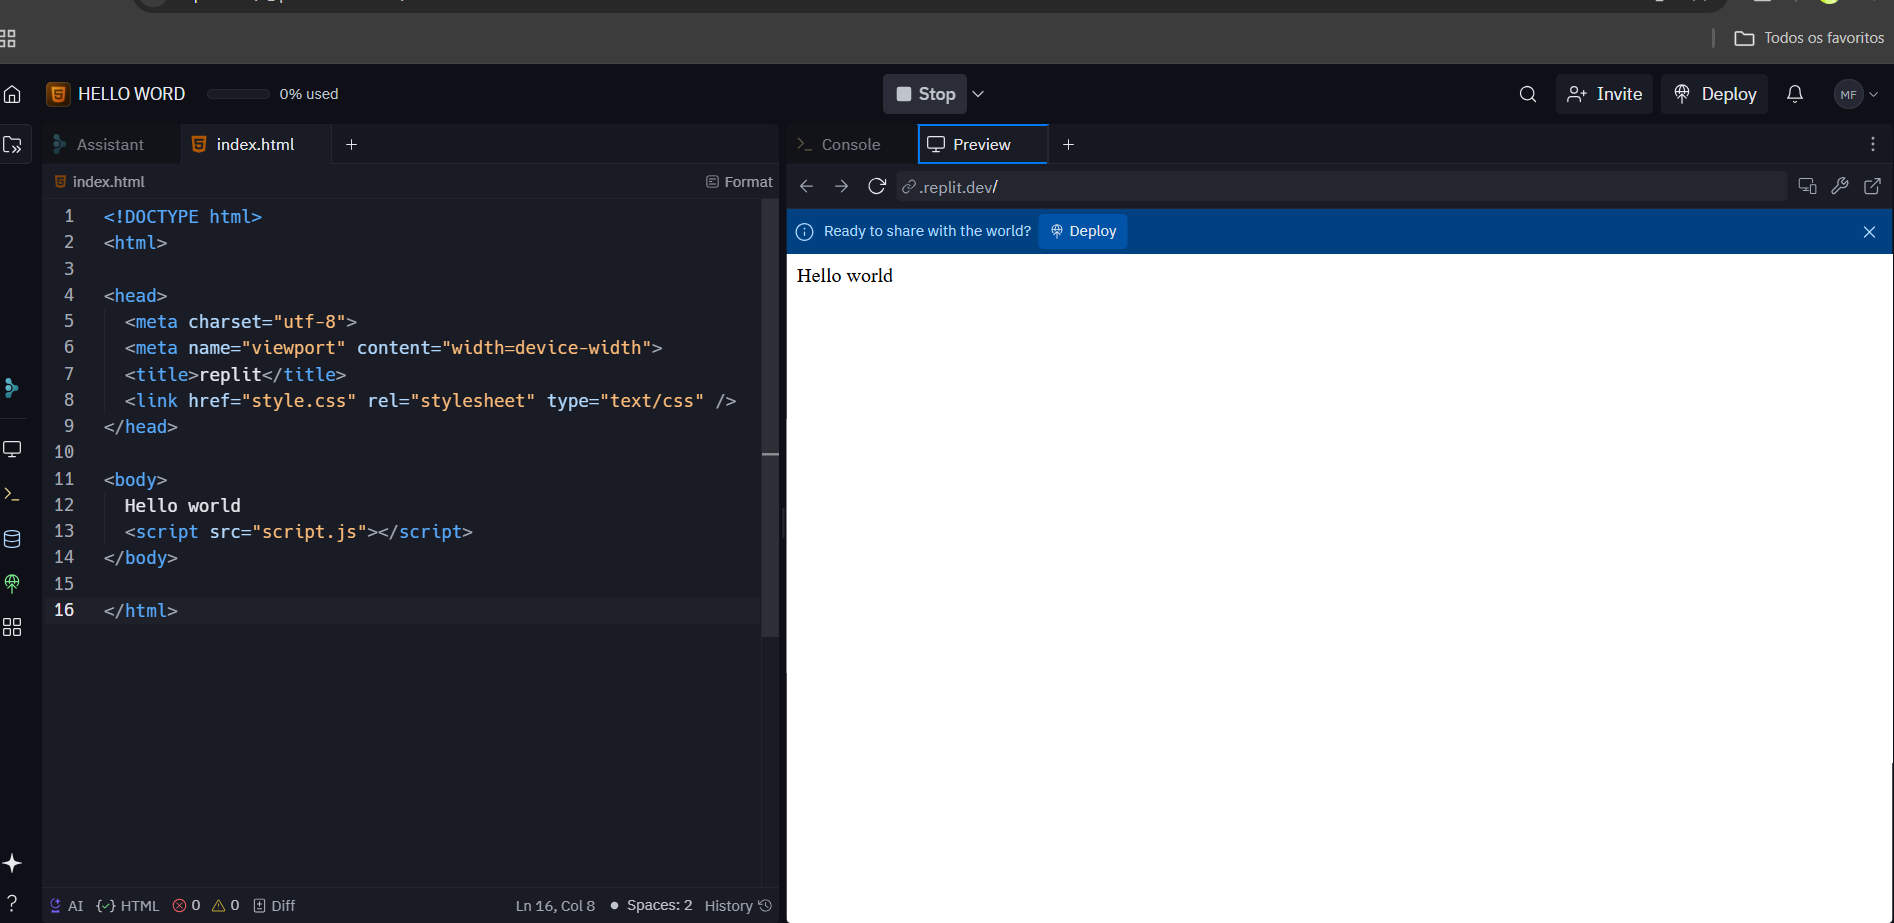 Todos os favoritos
HELLO WORD 0% used Stop Invite Deploy MF
Assistant index.html Console Preview
index.html Format .replit.dev/
Ready to share with the world? Deploy
1 <!DOCTYPE html>
2 <html>
3
4 <head>
5 <meta charset="utf-8">
6 <meta name="viewport" content="width=device-width">
7 <title>replit</title>
8 <link href="style.css" rel="stylesheet" type="text/css" />
9 </head>
10
11 <body>
12 Hello world
13 <script src="script.js"></script>
14 </body>
15
16 </html>
Hello world
AI HTML 0 0 Diff Ln 16, Col 8 Spaces: 2 History